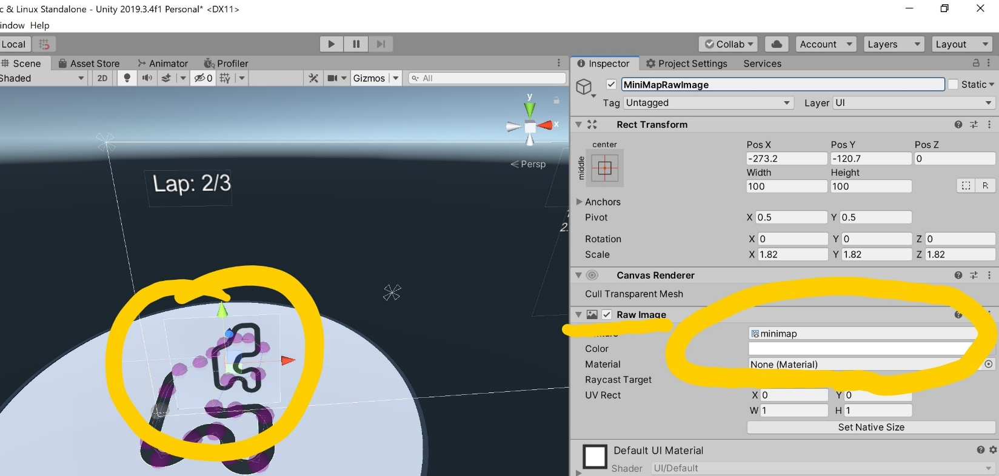 c & Linux Standalone - Unity 2019.3.4f1 Personal* <DX11>
indow Help
Local
Collab
Account
Layers
Layout
Scene
Asset Store
Animator
Profiler
Inspector
Project Settings
Services
Shaded
2D
0
Gizmos
All
MiniMapRawImage
Static
Tag Untagged
Layer UI
Rect Transform
center
middle
Pos X
Pos Y
Pos Z
-273.2
-120.7
0
Width
Height
100
100
R
Anchors
Pivot
X 0.5
Y 0.5
Rotation
X 0
Y 0
Z 0
Scale
X 1.82
Y 1.82
Z 1.82
Canvas Renderer
Cull Transparent Mesh
Raw Image
minimap
Color
Material
None (Material)
Raycast Target
UV Rect
X 0
Y 0
W 1
H 1
Set Native Size
Default UI Material
Shader
UI/Default
y
x
Persp
Lap: 2/3
2.